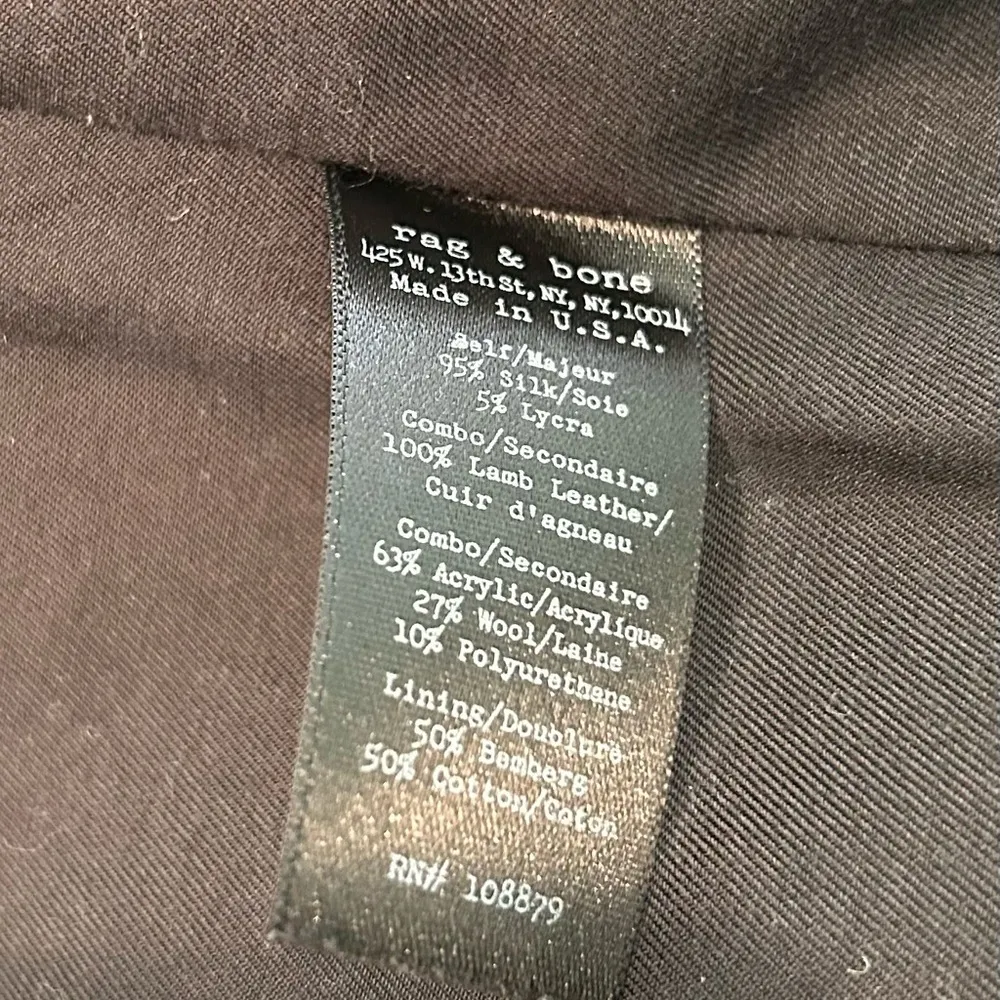 rag & bone
425 W. 13th St, NY, NY, 10014
Made in U.S.A.
Self/Majeur
95% Silk/Soie
5% Lycra
Combo/Secondaire
100% Lamb Leather/
Cuir d'agneau
Combo/Secondaire
63% Acrylic/Acrylique
27% Wool/Laine
10% Polyurethane
Lining/Doublure
50% Bemberg
50% Cotton/Coton
RN# 108879